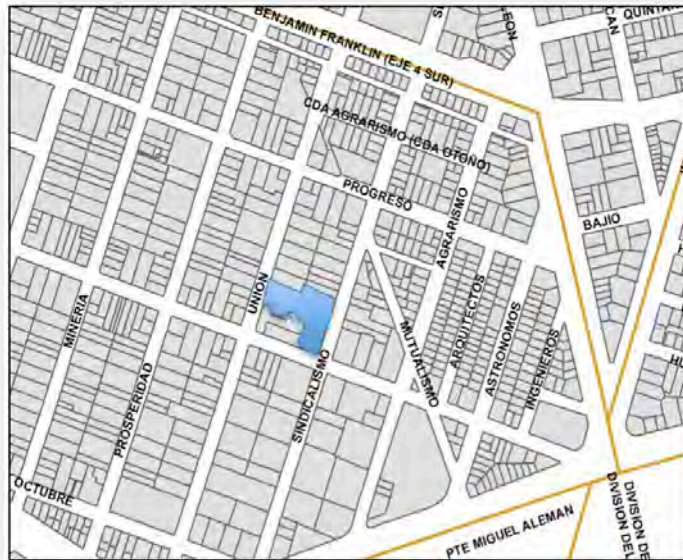 BENJAMIN FRANKLIN (EJE 4 SUR)
QUINTA
CAN
CDA AGRARISMO (CDA OTOÑO)
PROGRESO
BAJIO
AGRARISMO
UNION
MINERIA
ARQUITECTOS
ASTRONOMOS
INGENIEROS
MUTUALISMO
SINDICALISMO
PROSPERIDAD
OCTUBRE
PTE MIGUEL ALEMAN
DIVISION DE
DIVISION DEL